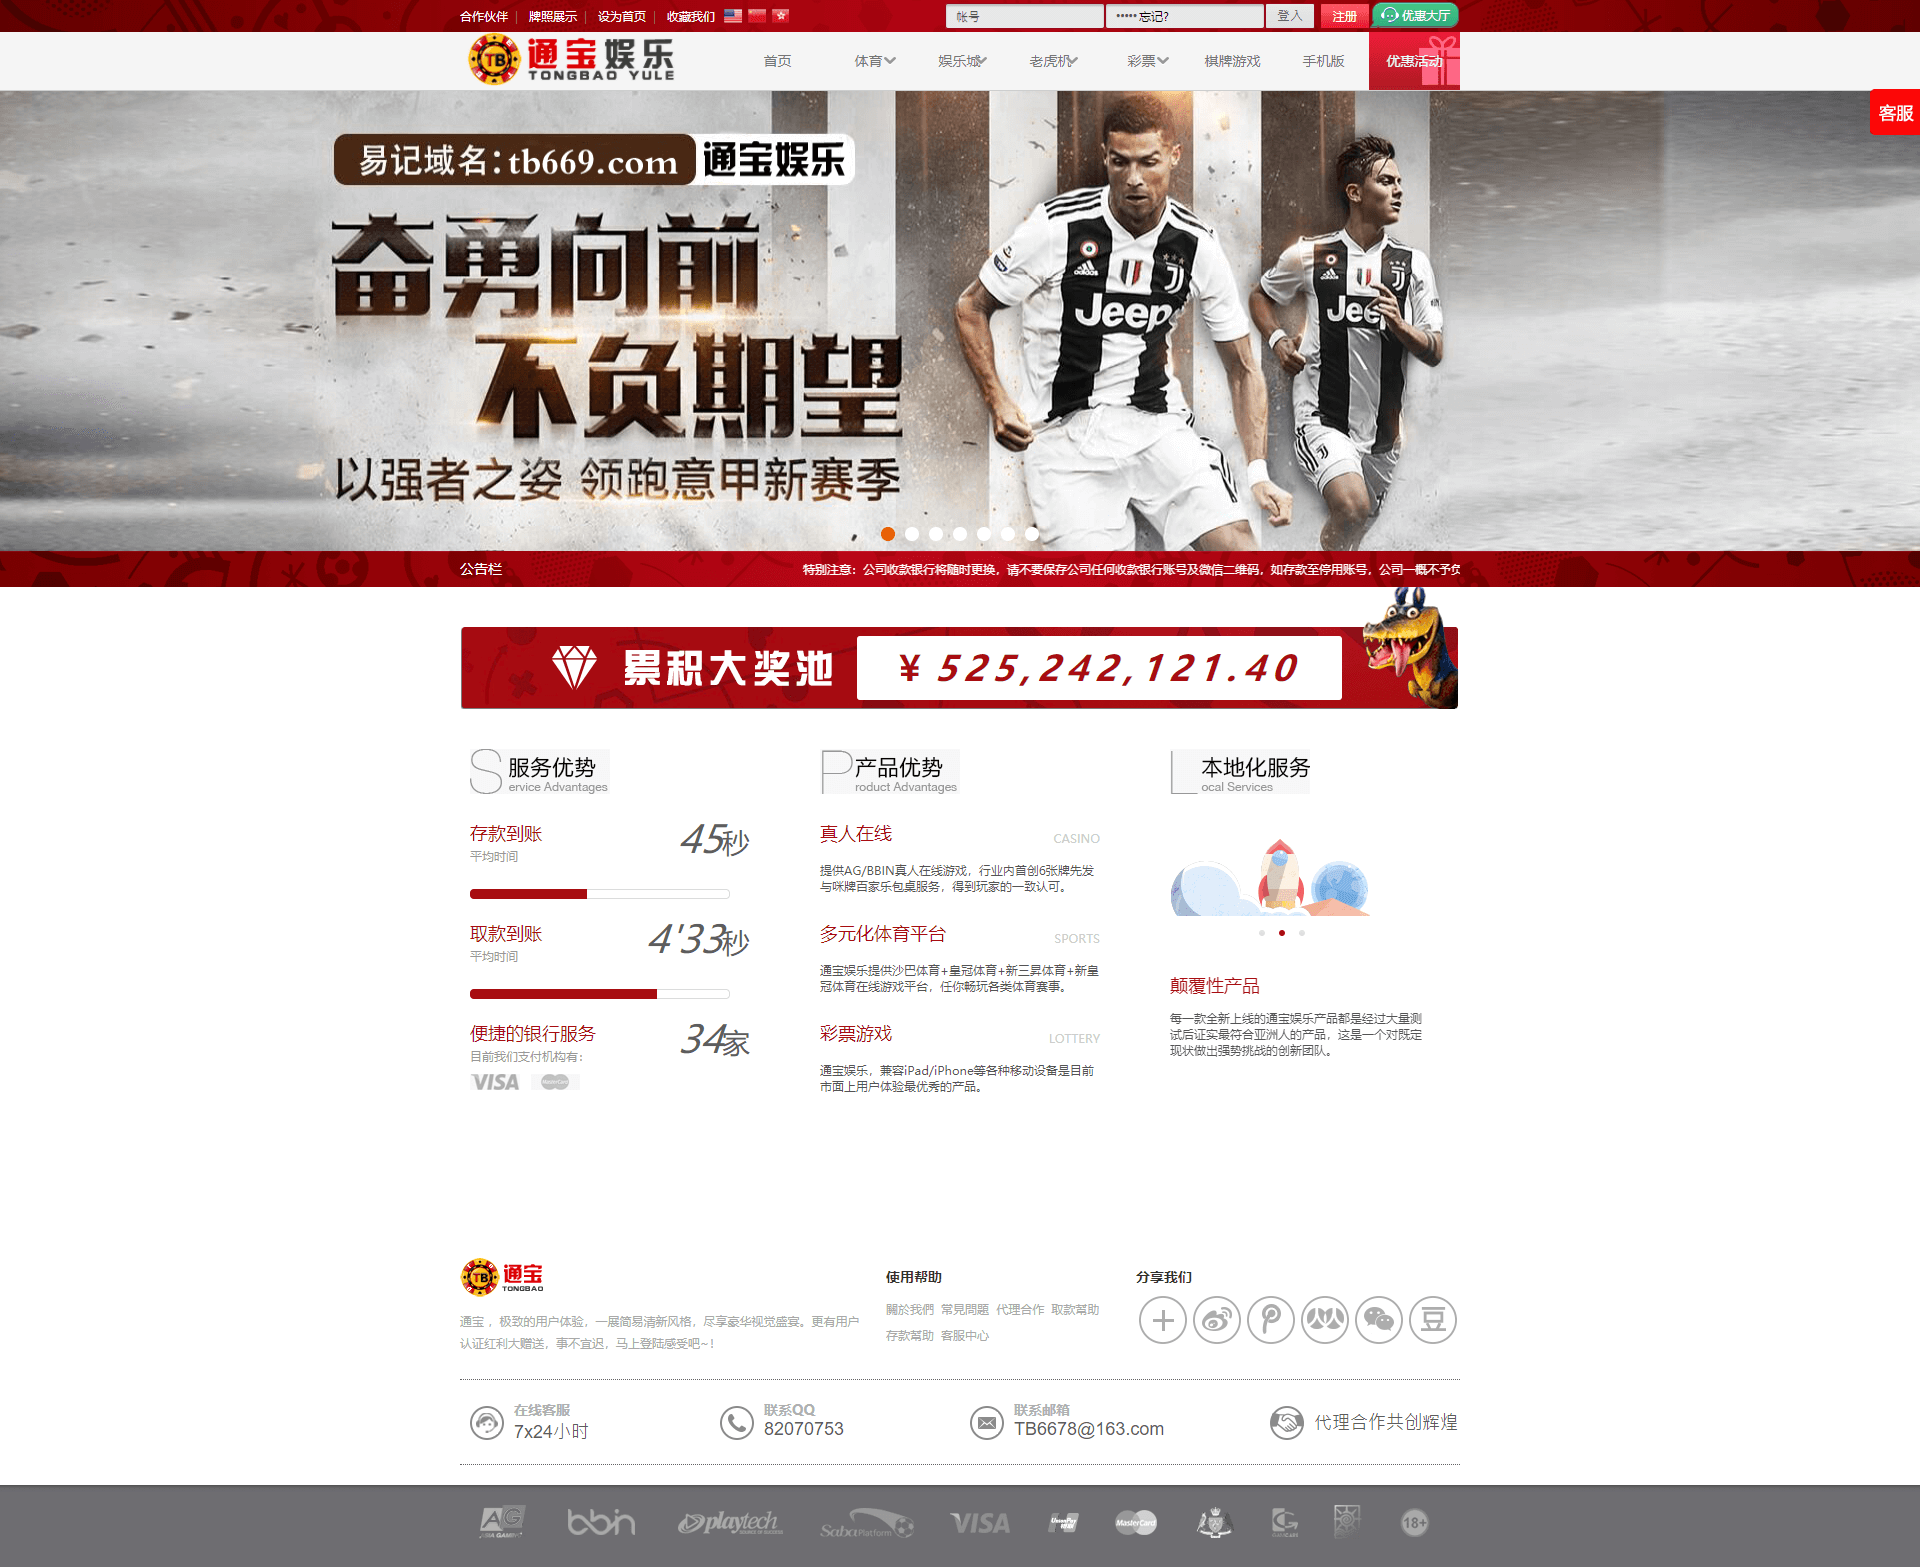 合作伙伴 | 牌照展示 | 设为首页 | 收藏我们
帐号
•••••忘记?
登入
注册
优惠大厅
通宝娱乐
TONGBAO YULE
首页
体育
娱乐城
老虎机
彩票
棋牌游戏
手机版
优惠活动
客服
易记域名:tb669.com 通宝娱乐
奋勇向前
不负期望
以强者之姿 领跑意甲新赛季
adidas
Jeep
adidas
Jeep
公告栏
特别注意：公司收款银行将随时更换，请不要保存公司任何收款银行账号及微信二维码，如存款至停用账号，公司一概不予负
累积大奖池
¥ 525,242,121.40
服务优势
Service Advantages
存款到账
45秒
平均时间
取款到账
4'33秒
平均时间
便捷的银行服务
34家
目前我们支付机构有：
VISA MasterCard
产品优势
Product Advantages
真人在线
CASINO
提供AG/BBIN真人在线游戏，行业内首创6张牌先发
与咪牌百家乐包桌服务，得到玩家的一致认可。
多元化体育平台
SPORTS
通宝娱乐提供沙巴体育+皇冠体育+新三昇体育+新皇
冠体育在线游戏平台，任你畅玩各类体育赛事。
彩票游戏
LOTTERY
通宝娱乐，兼容iPad/iPhone等各种移动设备是目前
市面上用户体验最优秀的产品。
本地化服务
Local Services
颠覆性产品
每一款全新上线的通宝娱乐产品都是经过大量测
试后证实最符合亚洲人的产品，这是一个对既定
现状做出强势挑战的创新团队。
TB
通宝
TONGBAO
通宝，极致的用户体验，一展简易清新风格，尽享豪华视觉盛宴。更有用户
认证红利大赠送，事不宜迟，马上登陆感受吧~！
使用帮助
關於我們 常見問題 代理合作 取款幫助
存款幫助 客服中心
分享我们
豆
在线客服
7x24小时
联系QQ
82070753
联系邮箱
TB6678@163.com
代理合作共创辉煌
AG
ASIA GAMING
bbin
playtech
SOURCE OF SUCCESS
Saba Platform
VISA
UnionPay
银联
MasterCard
18+